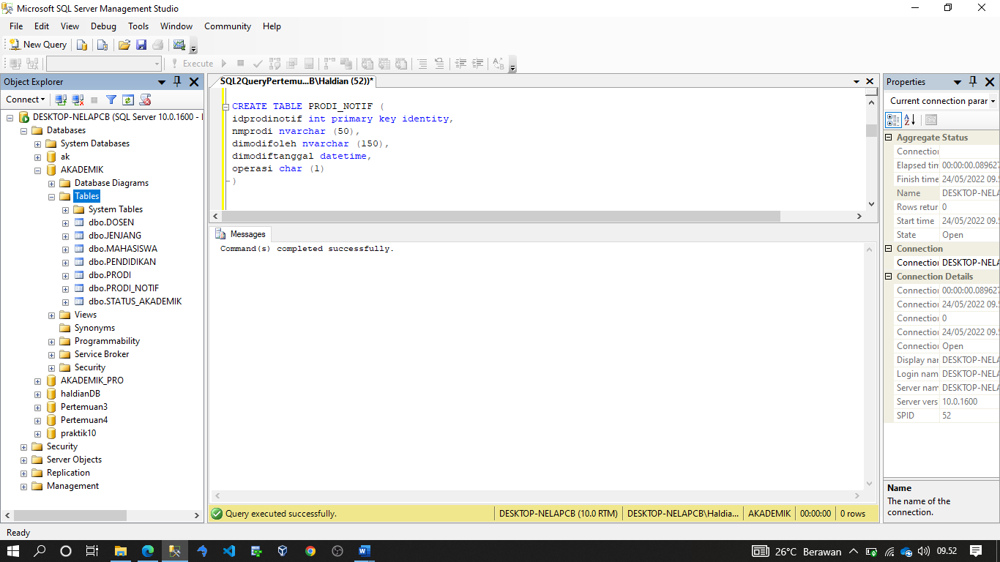 Microsoft SQL Server Management Studio
File Edit View Debug Tools Window Community Help
New Query
Execute
Object Explorer
Connect
DESKTOP-NELAPCB (SQL Server 10.0.1600 - I
Databases
System Databases
ak
AKADEMIK
Database Diagrams
Tables
System Tables
dbo.DOSEN
dbo.JENJANG
dbo.MAHASISWA
dbo.PENDIDIKAN
dbo.PRODI
dbo.PRODI_NOTIF
dbo.STATUS_AKADEMIK
Views
Synonyms
Programmability
Service Broker
Security
AKADEMIK_PRO
haldianDB
Pertemuan3
Pertemuan4
praktik10
Security
Server Objects
Replication
Management
SQL2QueryPertemu...B\Haldian (52))*
CREATE TABLE PRODI_NOTIF (
idprodinotif int primary key identity,
nmprodi nvarchar (50),
dimodifoleh nvarchar (150),
dimodiftanggal datetime,
operasi char (1)
)
Messages
Command(s) completed successfully.
Query executed successfully. DESKTOP-NELAPCB (10.0 RTM) DESKTOP-NELAPCB\Haldia... AKADEMIK 00:00:00 0 rows
Properties
Current connection parar
Aggregate Status
Connection
Elapsed tim 00:00:00.089627
Finish time 24/05/2022 09.5
Name DESKTOP-NELA
Rows retur 0
Start time 24/05/2022 09.5
State Open
Connection
Connection DESKTOP-NELA
Connection Details
Connection 00:00:00.089627
Connection 24/05/2022 09.5
Connection 0
Connection 24/05/2022 09.5
Connection Open
Display nar DESKTOP-NELA
Login nam DESKTOP-NELA
Server nam DESKTOP-NELA
Server vers 10.0.1600
SPID 52
Name
The name of the
connection.
Ready
26°C Berawan 09.52